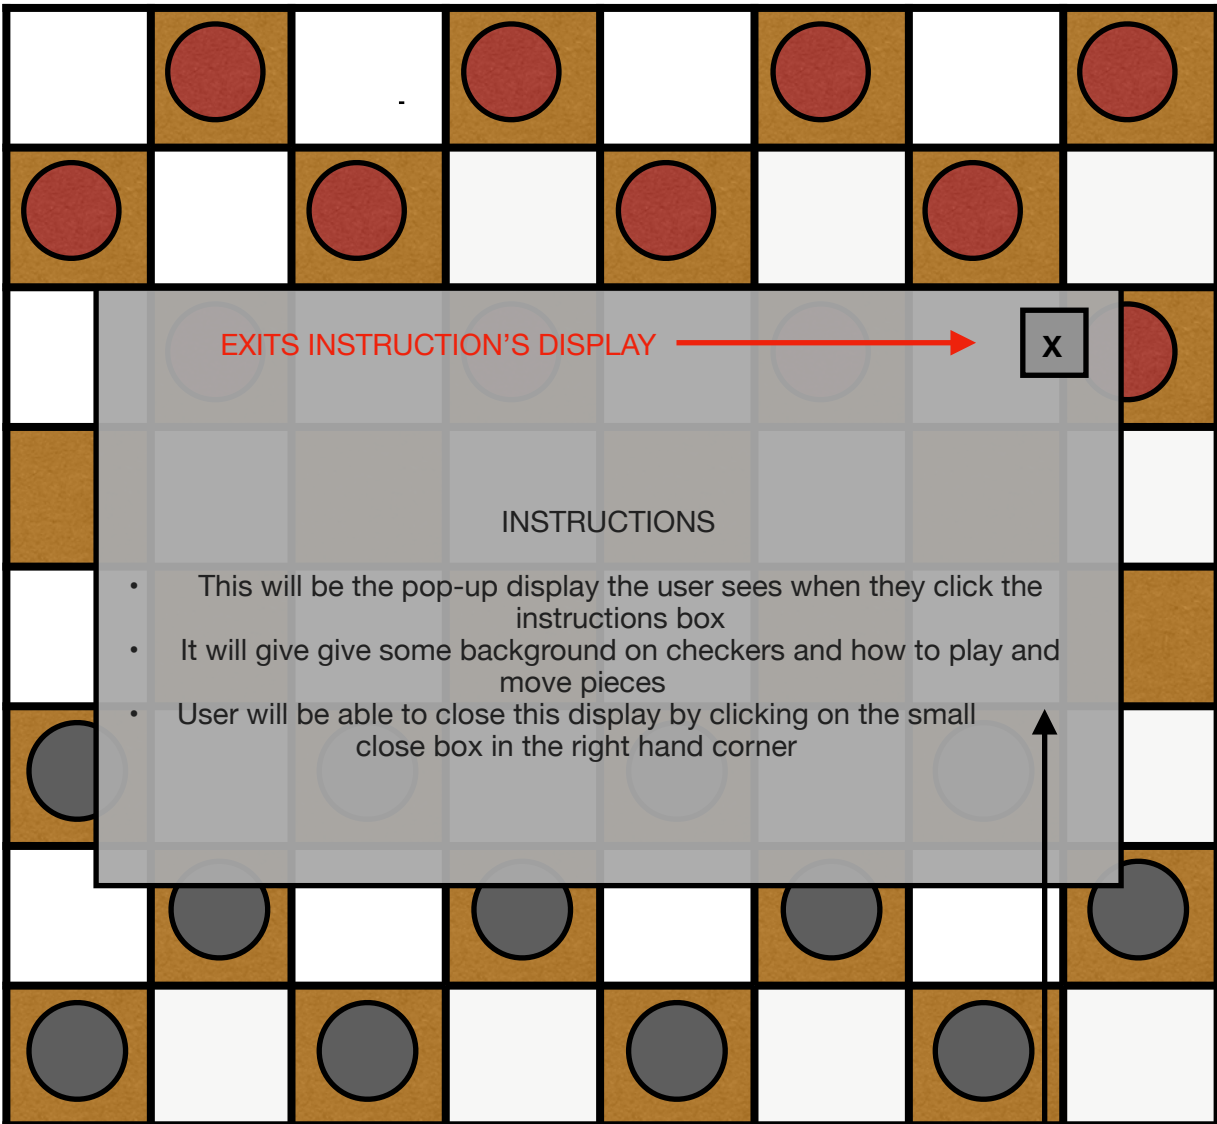 -
EXITS INSTRUCTION'S DISPLAY
X
INSTRUCTIONS
• This will be the pop-up display the user sees when they click the
instructions box
• It will give give some background on checkers and how to play and
move pieces
• User will be able to close this display by clicking on the small
close box in the right hand corner